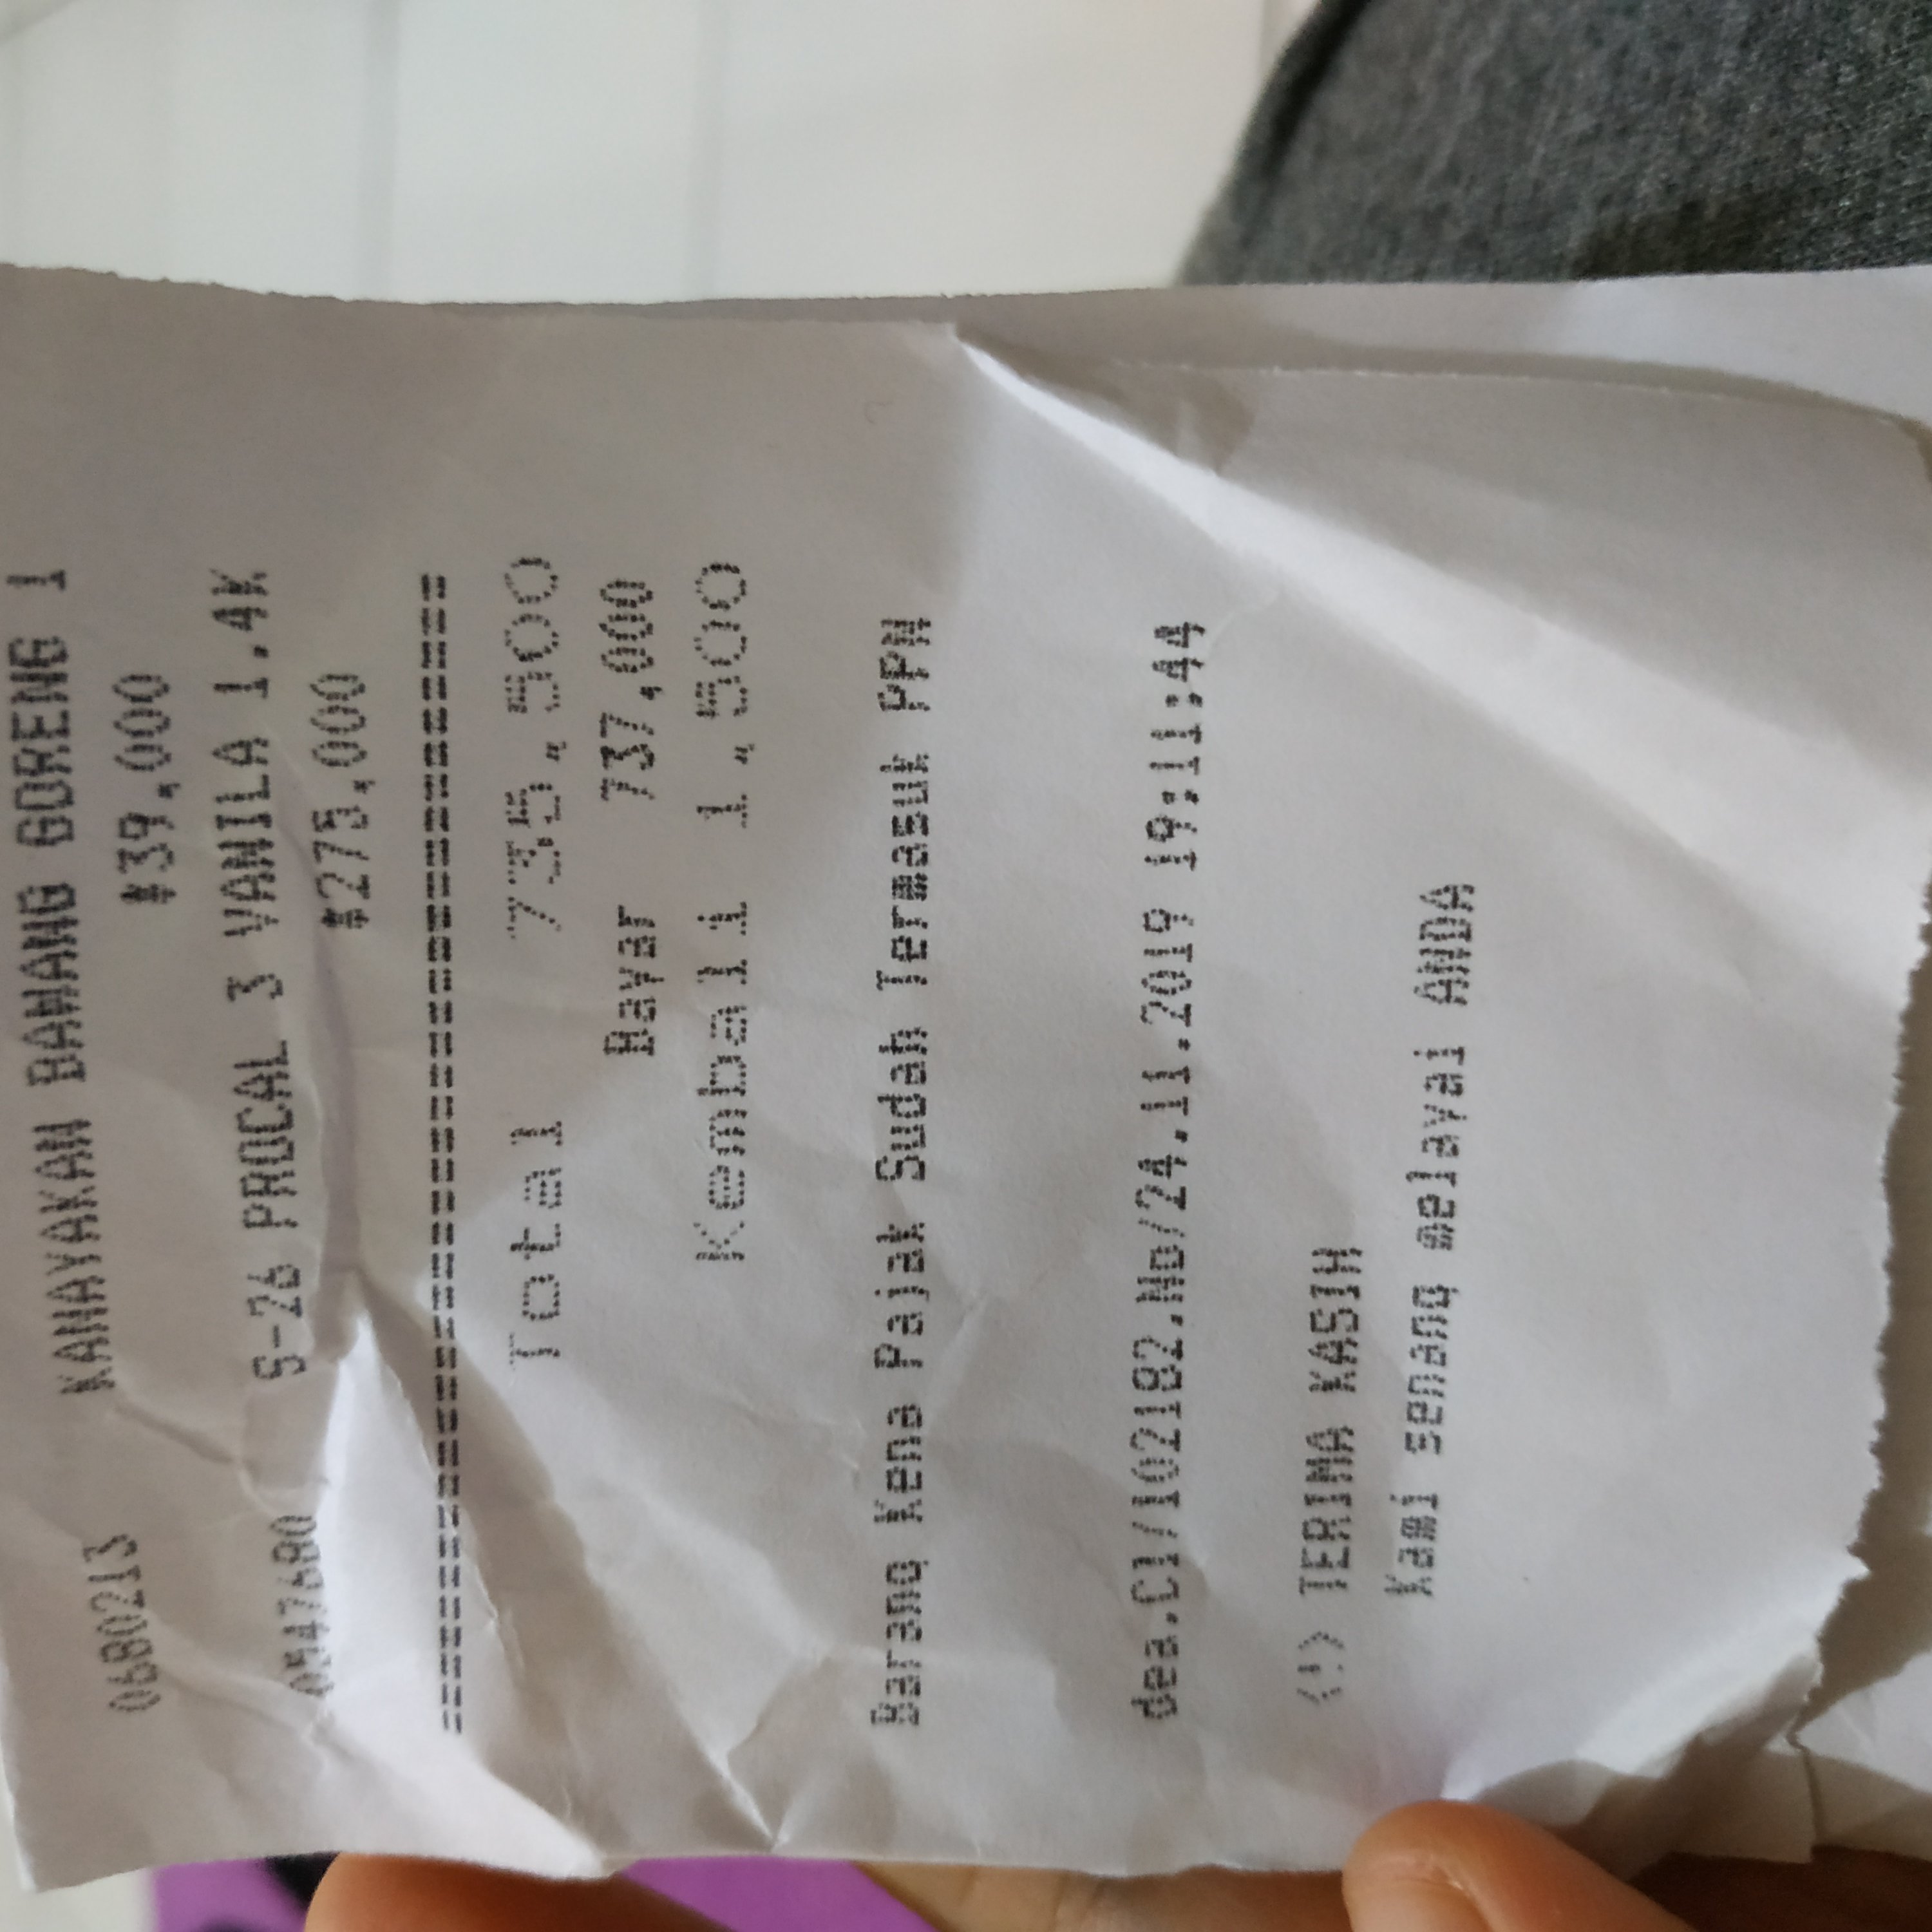 KANAYAKAN BAWANG GORENG 1
0680213 *39,000
S-26 PROCAL 3 VANILA 1.4K
0547680 *275,000
=====================================
Total 735,500
Bayar 737,000
Kembali 1,500
Barang Kena Pajak Sudah Termasuk PPN
dea.C1/102182.No/24.11.2019 19:11:44
<!> TERIMA KASIH
Kami senang melayai ANDA